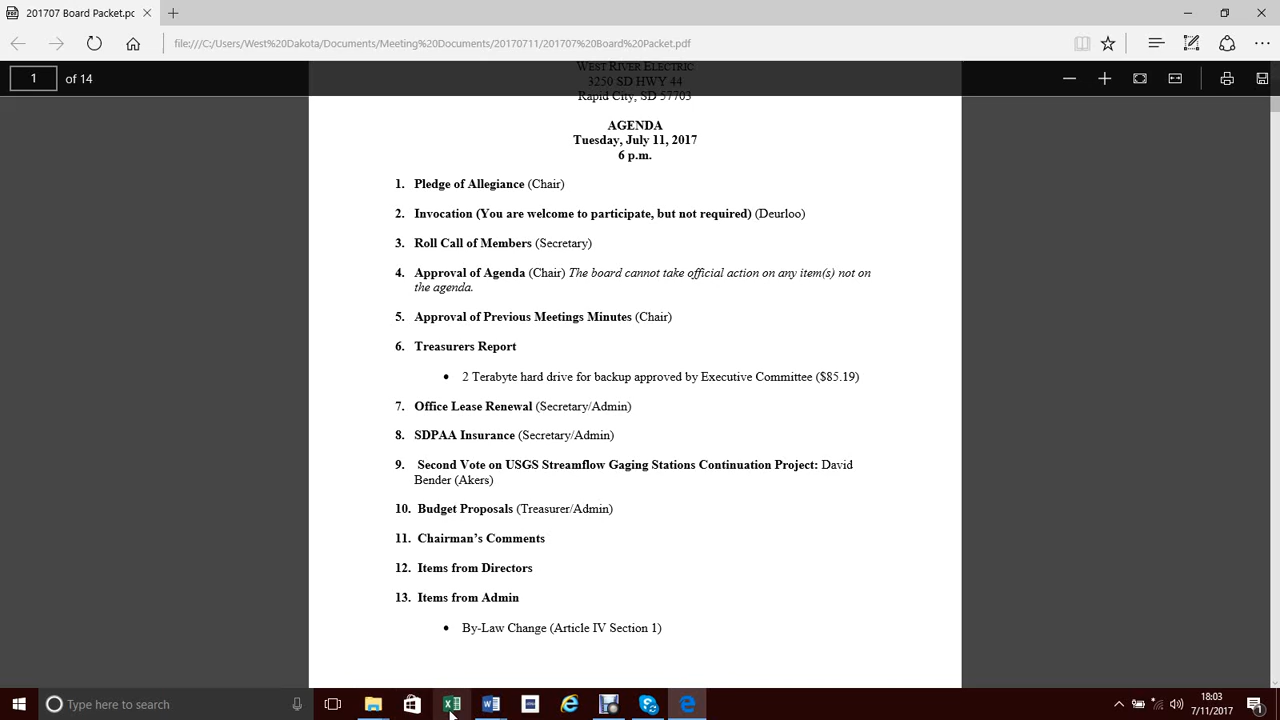 201707 Board Packet.pc
file:///C:/Users/West%20Dakota/Documents/Meeting%20Documents/20170711/201707%20Board%20Packet.pdf
1 of 14
West River Electric
3250 SD HWY 44
Rapid City, SD 57703
AGENDA
Tuesday, July 11, 2017
6 p.m.
1. Pledge of Allegiance (Chair)
2. Invocation (You are welcome to participate, but not required) (Deurloo)
3. Roll Call of Members (Secretary)
4. Approval of Agenda (Chair) The board cannot take official action on any item(s) not on
the agenda.
5. Approval of Previous Meetings Minutes (Chair)
6. Treasurers Report
• 2 Terabyte hard drive for backup approved by Executive Committee ($85.19)
7. Office Lease Renewal (Secretary/Admin)
8. SDPAA Insurance (Secretary/Admin)
9. Second Vote on USGS Streamflow Gaging Stations Continuation Project: David
Bender (Akers)
10. Budget Proposals (Treasurer/Admin)
11. Chairman's Comments
12. Items from Directors
13. Items from Admin
• By-Law Change (Article IV Section 1)
Type here to search
18:03
7/11/2017